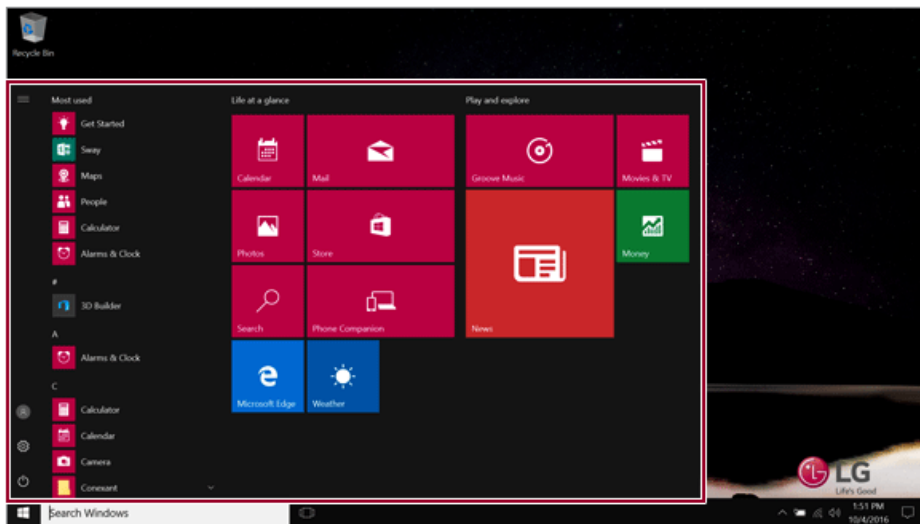 Recycle Bin
Most used
Get Started
Sway
Maps
People
Calculator
Alarms & Clock
#
3D Builder
A
Alarms & Clock
C
Calculator
Calendar
Camera
Conexant
Life at a glance
Calendar
Mail
Photos
Store
Search
Phone Companion
Microsoft Edge
Weather
Play and explore
Groove Music
Movies & TV
News
Money
LG
Life's Good
Search Windows
1:51 PM
10/4/2016